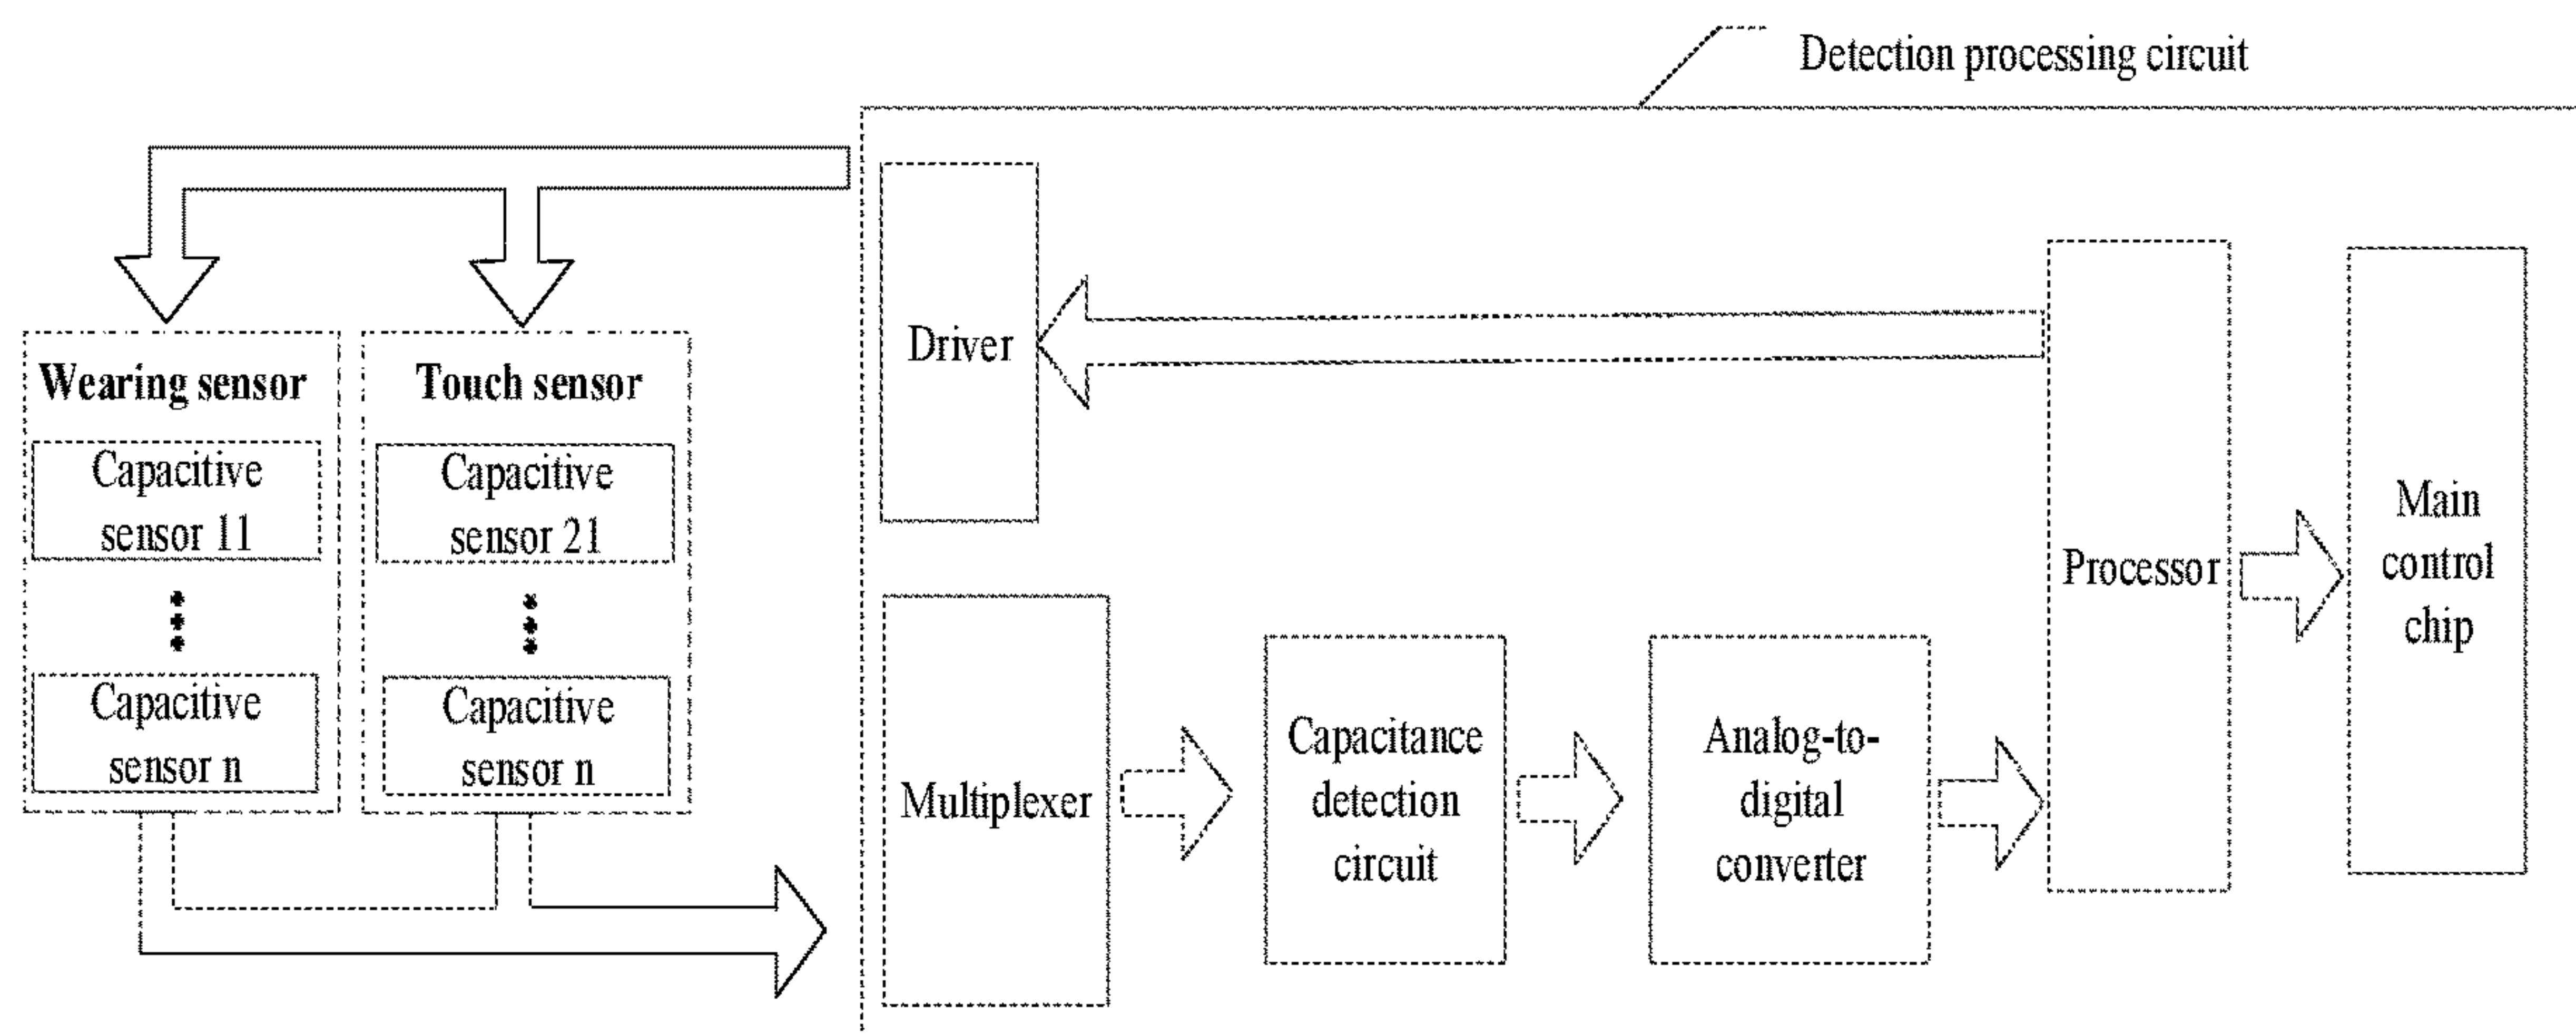 Detection processing circuit
Driver
Wearing sensor
Capacitive
sensor 11
Capacitive
sensor n
Touch sensor
Capacitive
sensor 21
Capacitive
sensor n
Multiplexer
Capacitance
detection
circuit
Analog-to-
digital
converter
Processor
Main
control
chip